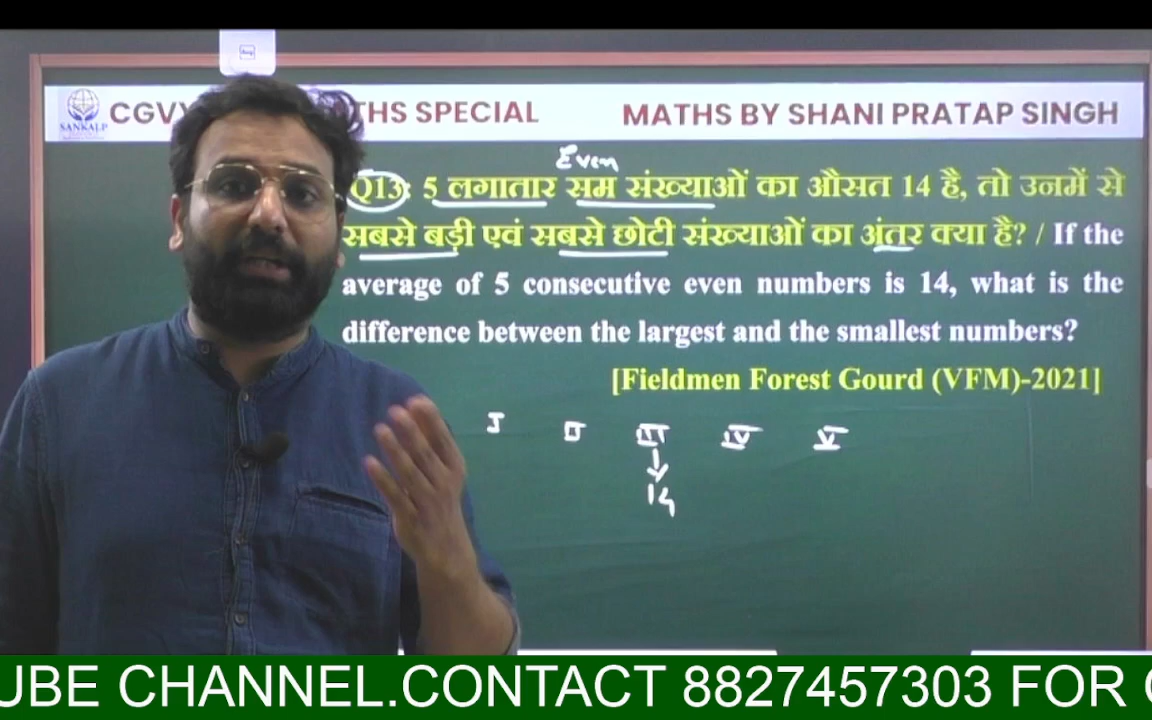 SANKALP
CGVY
THS SPECIAL
MATHS BY SHANI PRATAP SINGH
Even
Q13: 5 लगातार सम संख्याओं का औसत 14 है, तो उनमें से
सबसे बड़ी एवं सबसे छोटी संख्याओं का अंतर क्या है? / If the
average of 5 consecutive even numbers is 14, what is the
difference between the largest and the smallest numbers?
[Fieldmen Forest Gourd (VFM)-2021]
I II III IV V
14
UBE CHANNEL.CONTACT 8827457303 FOR